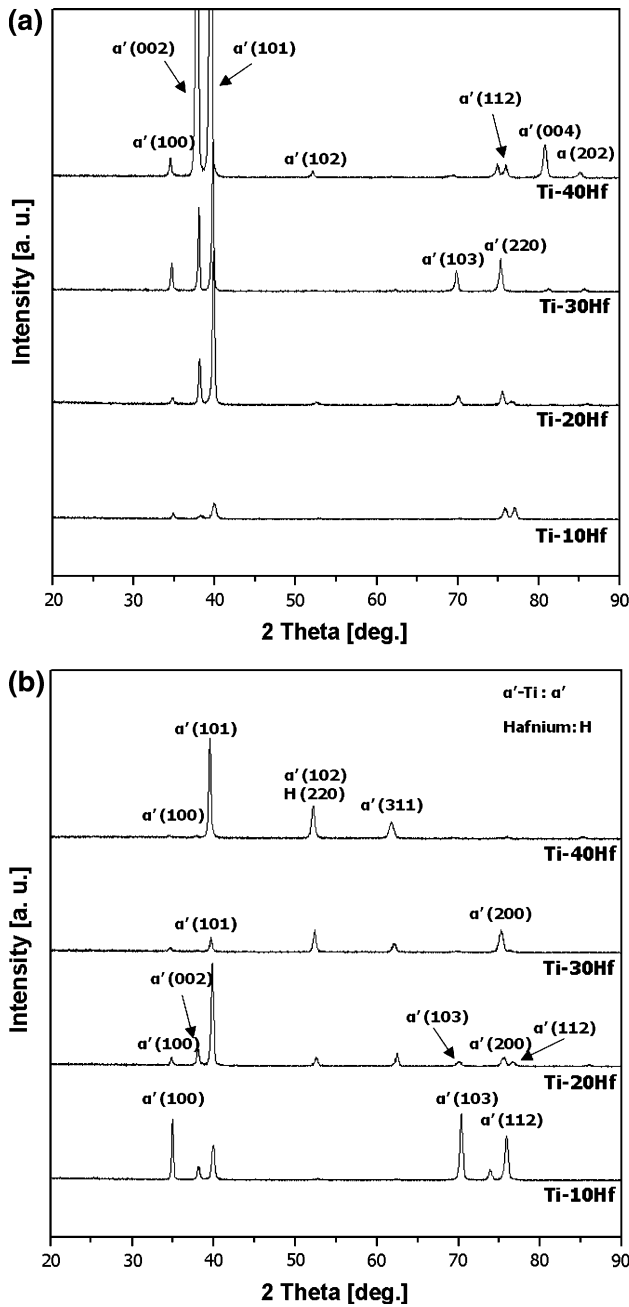 (a)
α′(002)
α′(101)
α′(112)
α′(004)
α′(100)
α′(102)
α(202)
Ti-40Hf
α′(220)
α′(103)
Ti-30Hf
Ti-20Hf
Ti-10Hf
Intensity [a. u.]
20 30 40 50 60 70 80 90
2 Theta [deg.]
(b)
α′-Ti : α′
Hafnium: H
α′(101)
α′(102)
H(220)
α′(100)
α′(311)
Ti-40Hf
α′(101)
α′(200)
Ti-30Hf
α′(002)
α′(103)
α′(112)
α′(100)
α′(200)
Ti-20Hf
α′(100)
α′(103)
α′(112)
Ti-10Hf
Intensity [a. u.]
20 30 40 50 60 70 80 90
2 Theta [deg.]